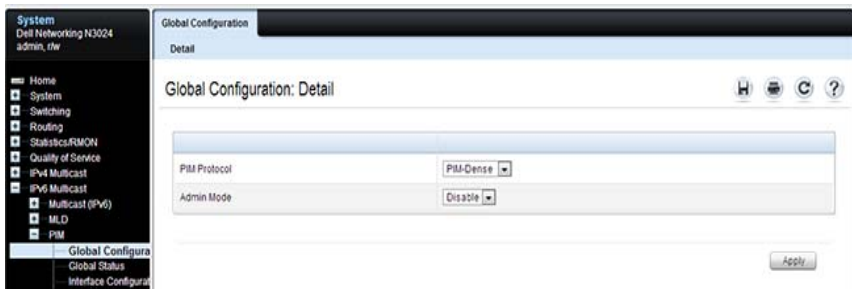 System
Dell Networking N3024
admin, r/w
Home
System
Switching
Routing
Statistics/RMON
Quality of Service
IPv4 Multicast
IPv6 Multicast
Multicast (IPv6)
MLD
PIM
Global Configura
Global Status
Interface Configurat
Global Configuration
Detail
Global Configuration: Detail
H C ?
PIM Protocol PIM-Dense
Admin Mode Disable
Apply